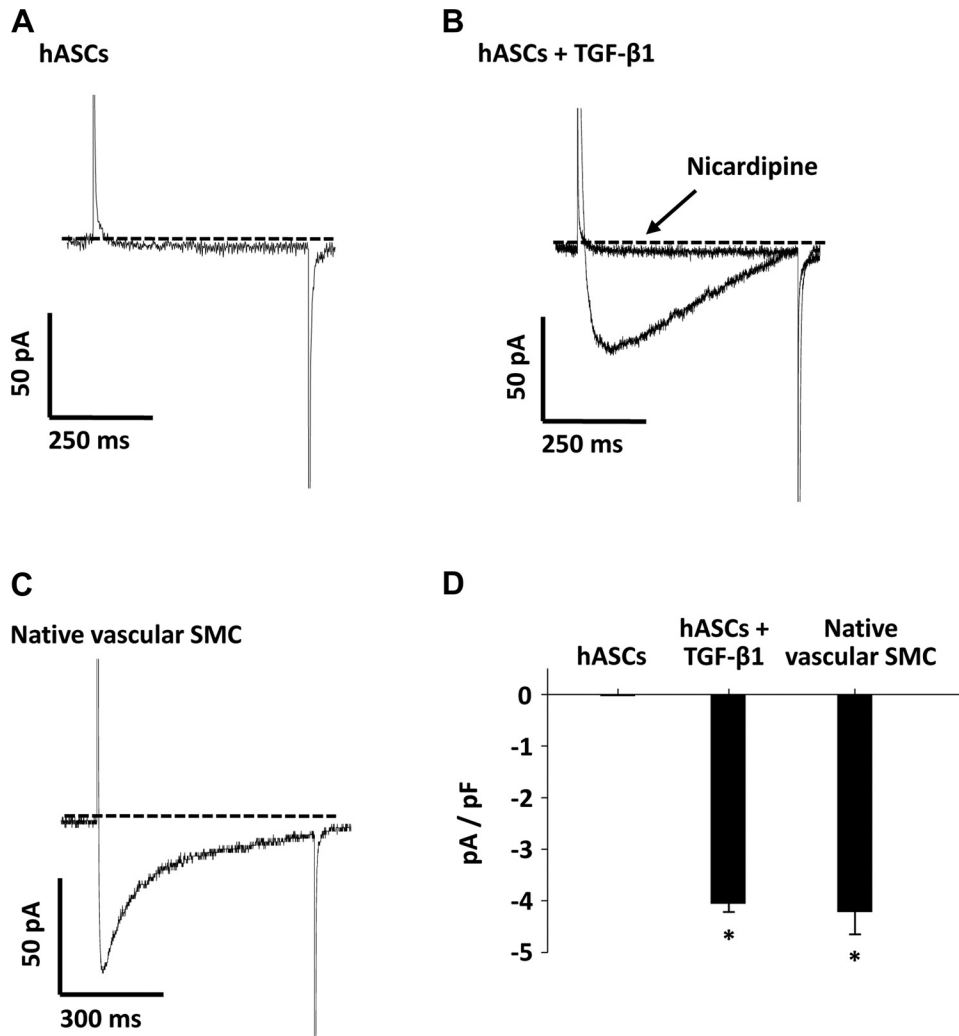 A
hASCs
50 pA
250 ms
B
hASCs + TGF-β1
Nicardipine
50 pA
250 ms
C
Native vascular SMC
50 pA
300 ms
D
hASCs
hASCs +
TGF-β1
Native
vascular SMC
0
-1
-2
-3
-4
-5
pA / pF
*
*